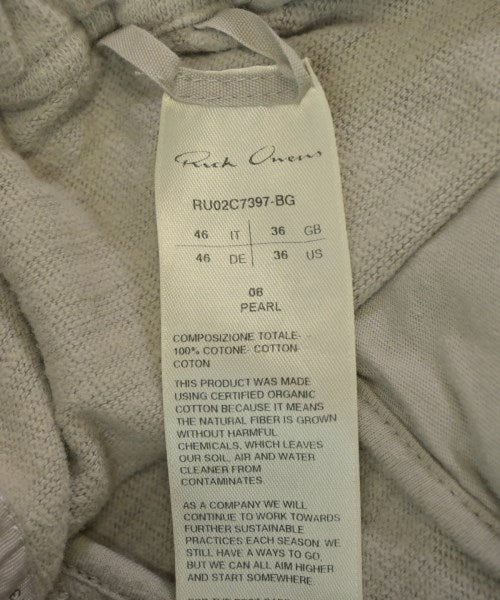 Rick Owens
RU02C7397-BG
46 IT 36 GB
46 DE 36 US
08
PEARL
COMPOSIZIONE TOTALE-
100% COTONE- COTTON-
COTON
THIS PRODUCT WAS MADE
USING CERTIFIED ORGANIC
COTTON BECAUSE IT MEANS
THE NATURAL FIBER IS GROWN
WITHOUT HARMFUL
CHEMICALS, WHICH LEAVES
OUR SOIL, AIR AND WATER
CLEANER FROM
CONTAMINATES.
AS A COMPANY WE WILL
CONTINUE TO WORK TOWARDS
FURTHER SUSTAINABLE
PRACTICES EACH SEASON. WE
STILL HAVE A WAYS TO GO,
BUT WE CAN ALL AIM HIGHER
AND START SOMEWHERE.